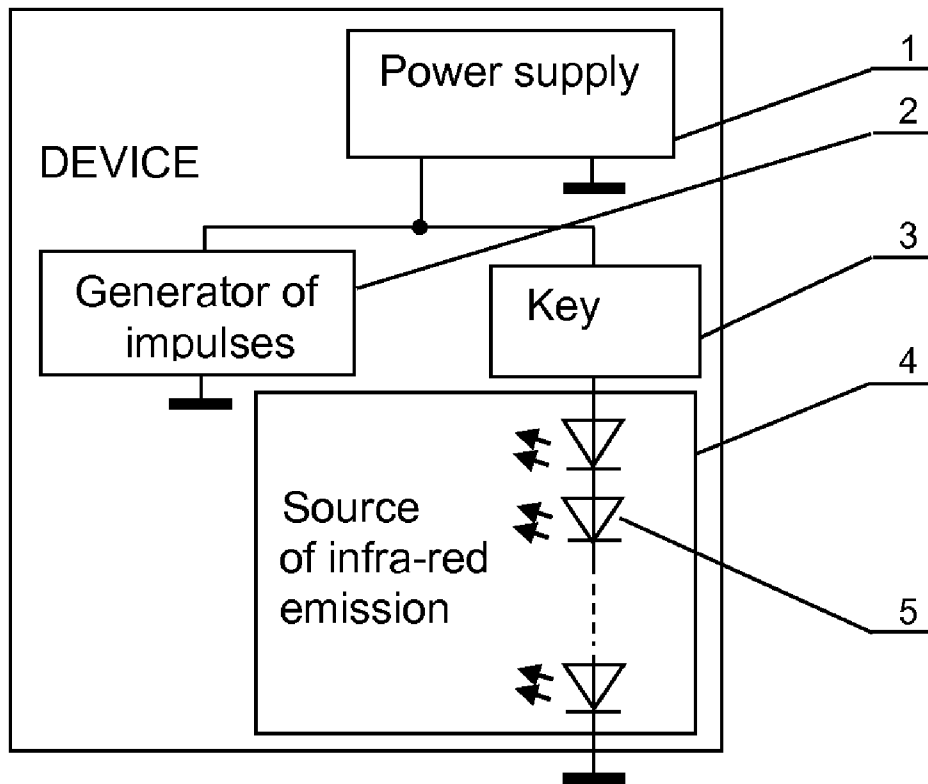 Power supply
1
2
DEVICE
3
Generator of
impulses
Key
4
Source
of infra-red
emission
5